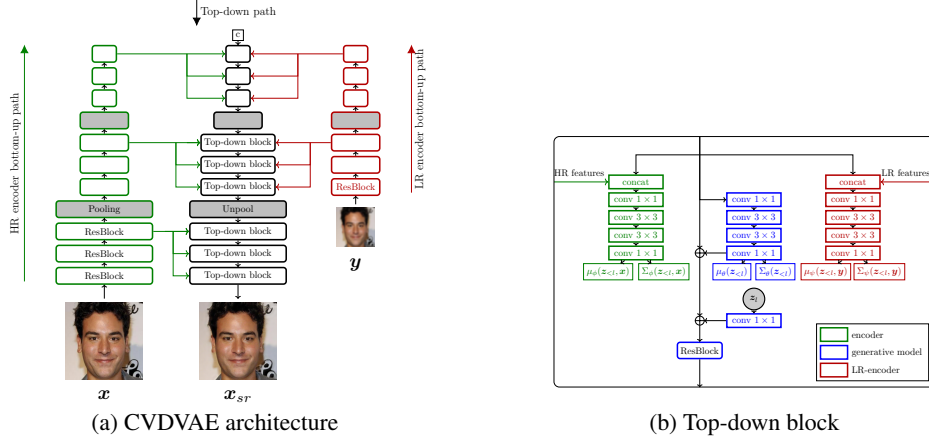 Top-down path
c
HR encoder bottom-up path
LR encoder bottom-up path
Top-down block
Top-down block
Top-down block
ResBlock
Pooling
Unpool
ResBlock
Top-down block
ResBlock
Top-down block
ResBlock
Top-down block
y
x
x_{sr}
(a) CVDVAE architecture
HR features
LR features
concat
concat
conv 1 × 1
conv 1 × 1
conv 1 × 1
conv 3 × 3
conv 3 × 3
conv 3 × 3
conv 3 × 3
conv 3 × 3
conv 3 × 3
conv 1 × 1
conv 1 × 1
conv 1 × 1
μ_ϕ(z_{<l}, x)
Σ_ϕ(z_{<l}, x)
μ_θ(z_{<l})
Σ_θ(z_{<l})
μ_ψ(z_{<l}, y)
Σ_ψ(z_{<l}, y)
z_l
conv 1 × 1
ResBlock
encoder
generative model
LR-encoder
(b) Top-down block